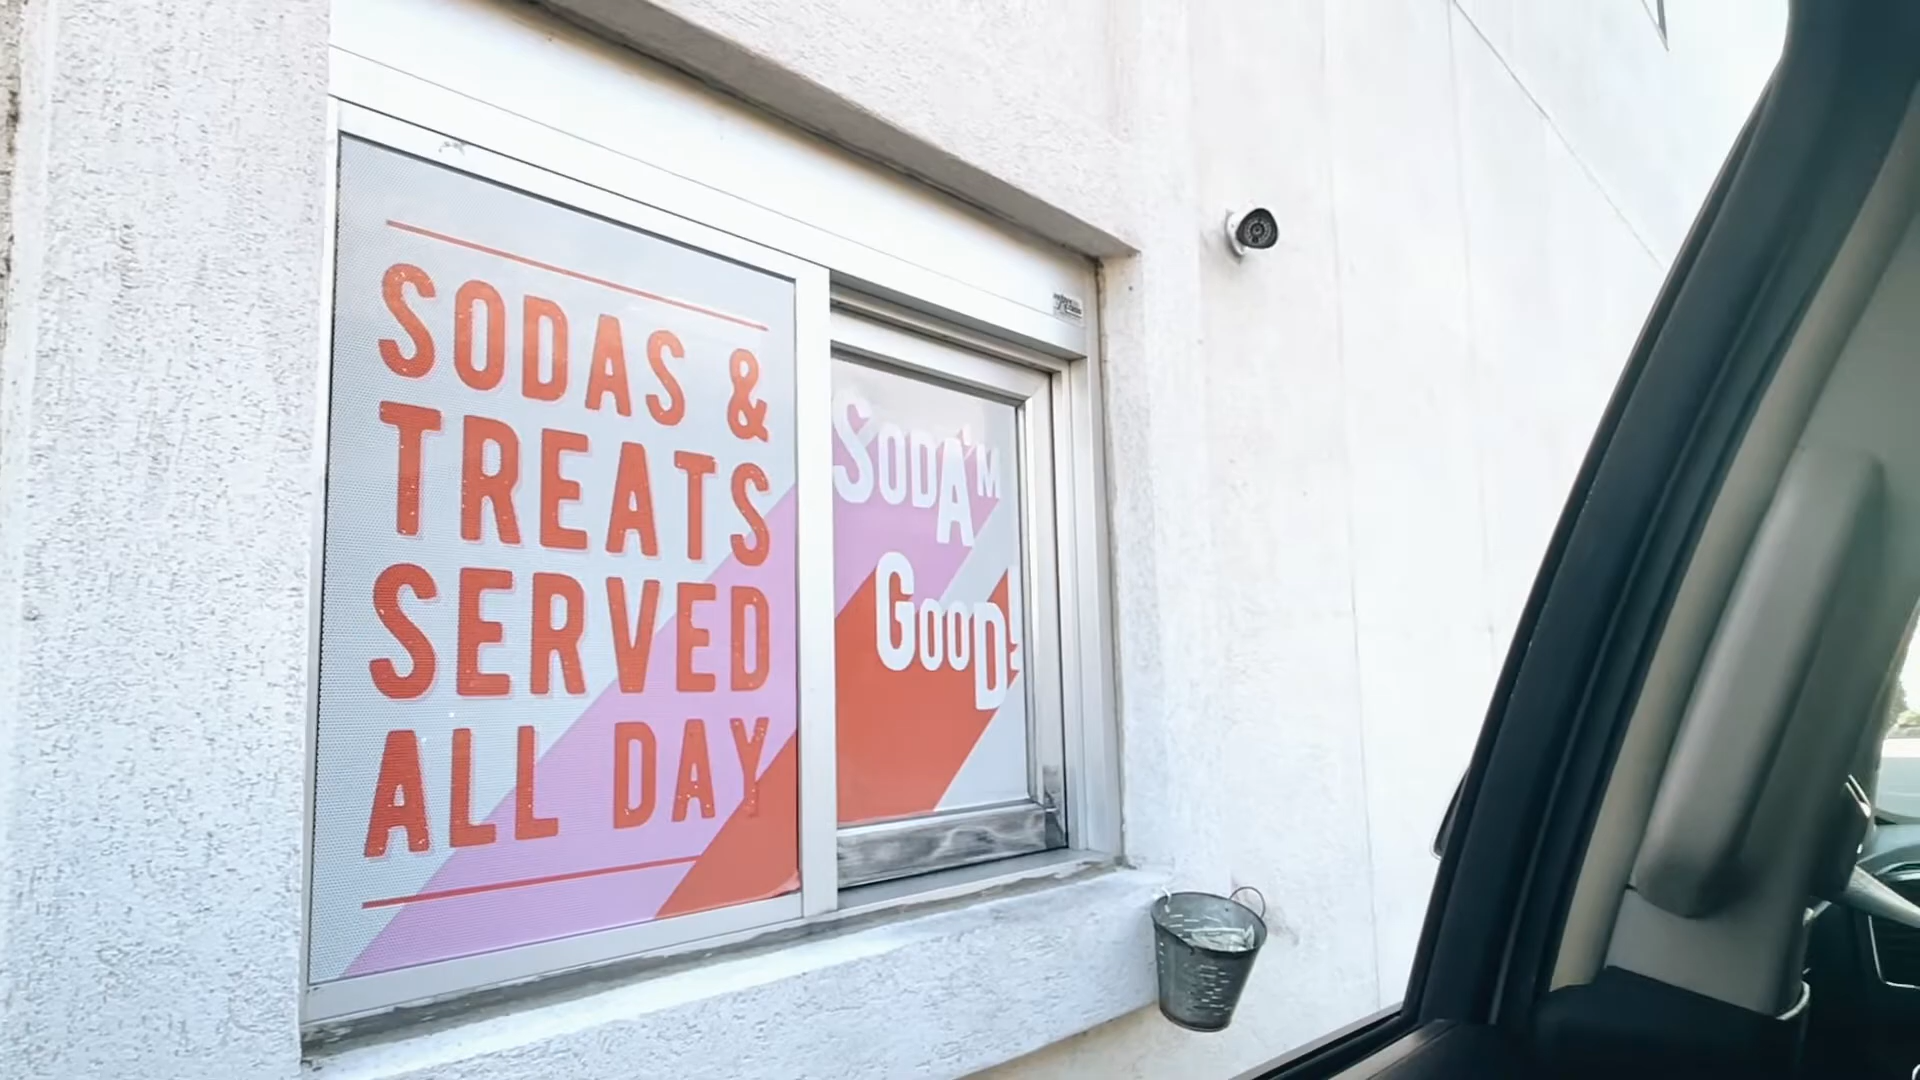 SODAS &
TREATS
SERVED
ALL DAY
SODA'M
GOOD!